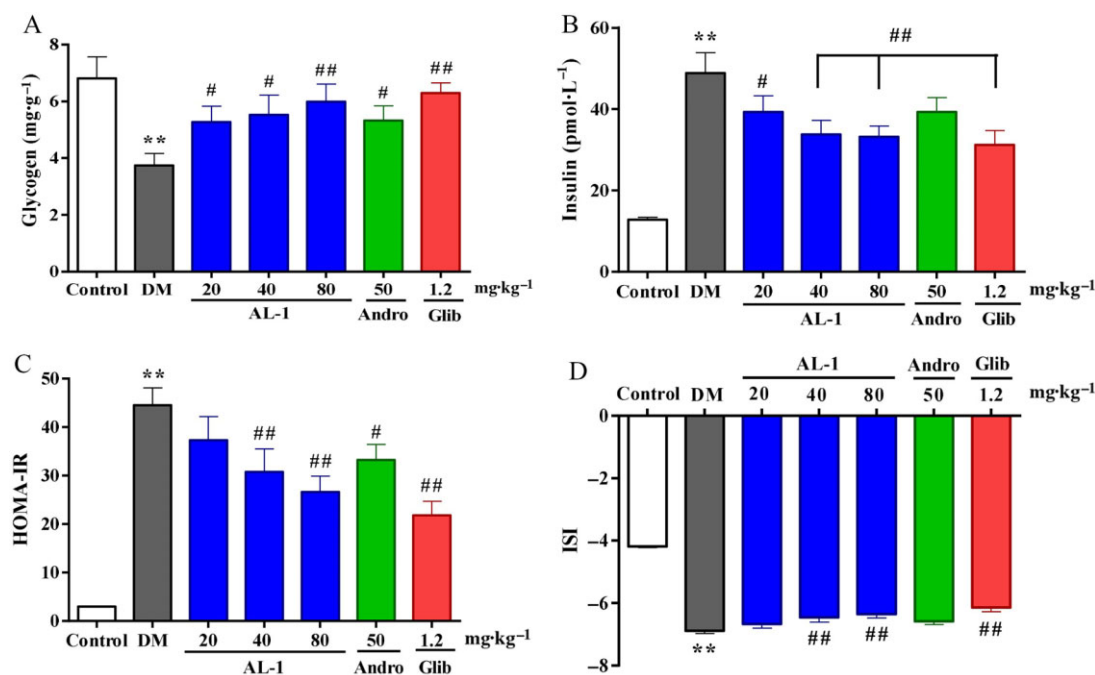 A
Glycogen (mg·g⁻¹)
8
6
4
2
0
** # # ## # ##
Control DM 20 40 80 50 1.2 mg·kg⁻¹
AL-1 Andro Glib
B
Insulin (pmol·L⁻¹)
60
40
20
0
** # ##
Control DM 20 40 80 50 1.2 mg·kg⁻¹
AL-1 Andro Glib
C
HOMA-IR
50
40
30
20
10
0
** ## ## # ##
Control DM 20 40 80 50 1.2 mg·kg⁻¹
AL-1 Andro Glib
D
AL-1 Andro Glib
Control DM 20 40 80 50 1.2 mg·kg⁻¹
ISI
0
−2
−4
−6
−8
** ## ## ##